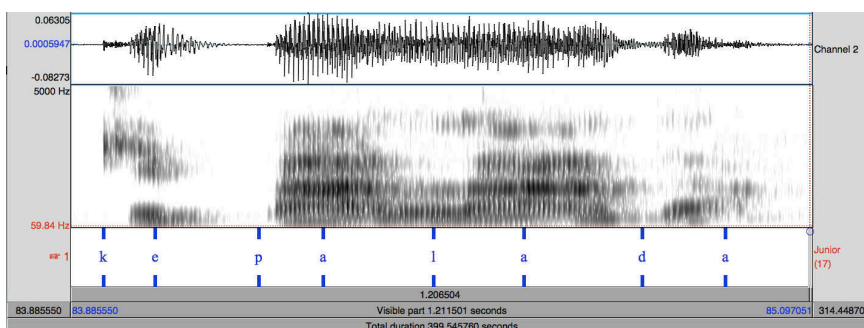 0.06305
0.0005947
-0.08273
Channel 2
5000 Hz
59.84 Hz
1 k e p a l a d a
Junior
(17)
1.206504
83.885550 83.885550 Visible part 1.211501 seconds 85.097051 314.44870
Total duration 399.545760 seconds